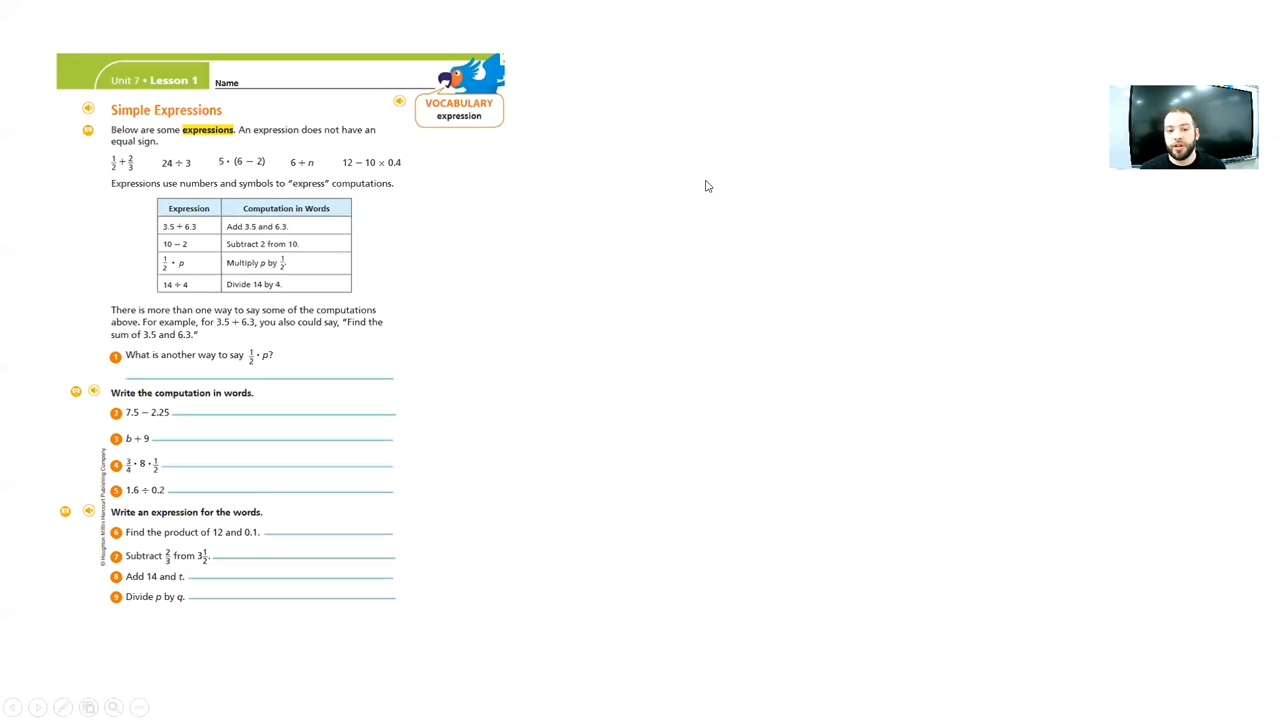 Unit 7 • Lesson 1
Name
VOCABULARY
expression
Simple Expressions
Below are some expressions. An expression does not have an
equal sign.
1/2 + 2/3 24 ÷ 3 5 • (6 − 2) 6 + n 12 − 10 × 0.4
Expressions use numbers and symbols to “express” computations.
Expression Computation in Words
3.5 + 6.3 Add 3.5 and 6.3.
10 − 2 Subtract 2 from 10.
1/2 • p Multiply p by 1/2.
14 ÷ 4 Divide 14 by 4.
There is more than one way to say some of the computations
above. For example, for 3.5 + 6.3, you also could say, “Find the
sum of 3.5 and 6.3.”
1 What is another way to say 1/2 • p?
Write the computation in words.
2 7.5 − 2.25
3 b + 9
4 3/4 • 8 • 1/2
5 1.6 ÷ 0.2
Write an expression for the words.
6 Find the product of 12 and 0.1.
7 Subtract 2/3 from 3 1/2.
8 Add 14 and t.
9 Divide p by q.
© Houghton Mifflin Harcourt Publishing Company